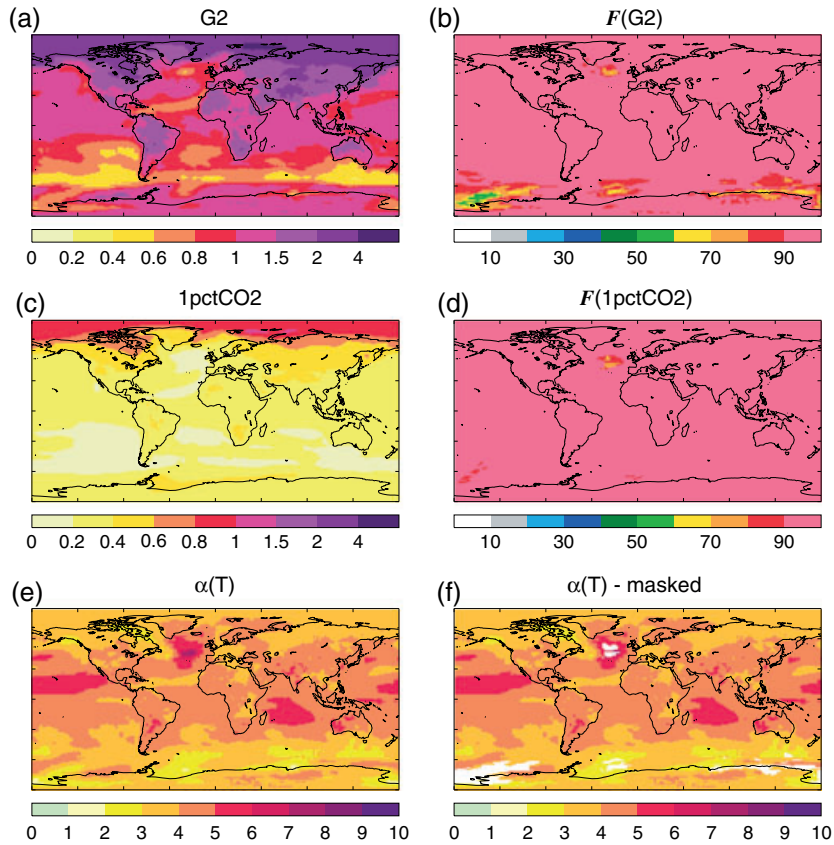 (a) G2
(b) F(G2)
0 0.2 0.4 0.6 0.8 1 1.5 2 4
10 30 50 70 90
(c) 1pctCO2
(d) F(1pctCO2)
0 0.2 0.4 0.6 0.8 1 1.5 2 4
10 30 50 70 90
(e) α(T)
(f) α(T) - masked
0 1 2 3 4 5 6 7 8 9 10
0 1 2 3 4 5 6 7 8 9 10